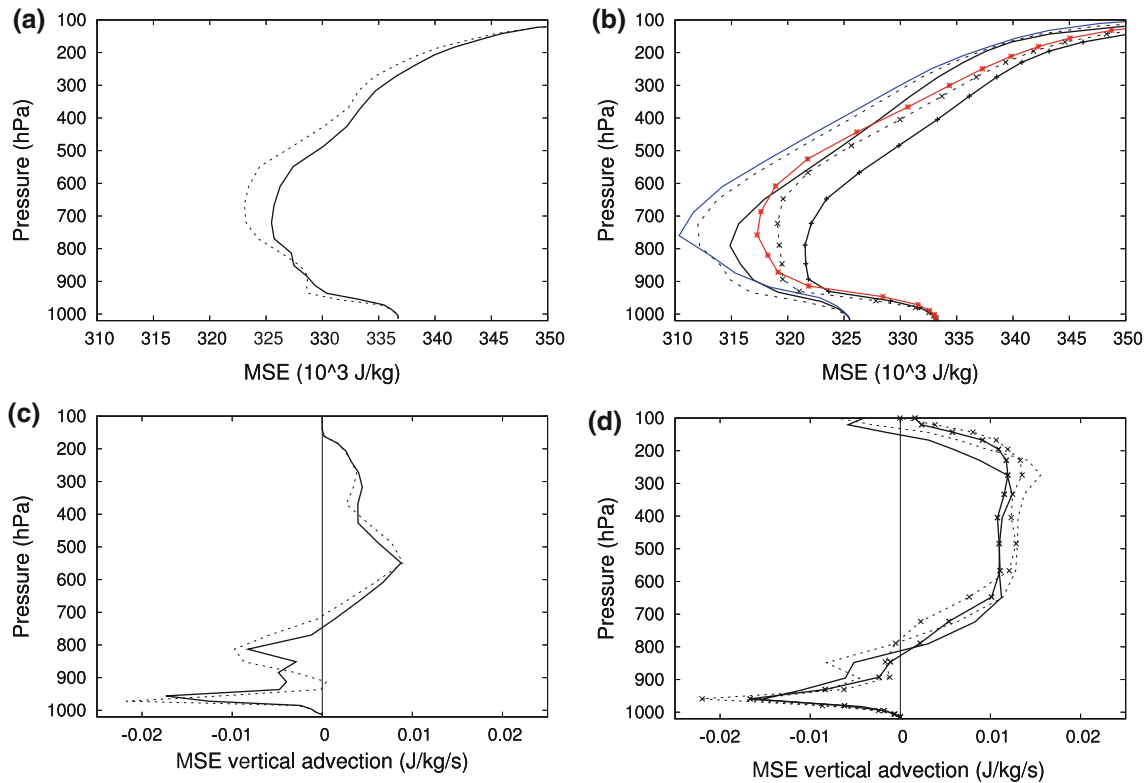 (a)
100
200
300
400
500
600
700
800
900
1000
Pressure (hPa)
310 315 320 325 330 335 340 345 350
MSE (10^3 J/kg)
(b)
100
200
300
400
500
600
700
800
900
1000
Pressure (hPa)
310 315 320 325 330 335 340 345 350
MSE (10^3 J/kg)
(c)
100
200
300
400
500
600
700
800
900
1000
Pressure (hPa)
-0.02 -0.01 0 0.01 0.02
MSE vertical advection (J/kg/s)
(d)
100
200
300
400
500
600
700
800
900
1000
Pressure (hPa)
-0.02 -0.01 0 0.01 0.02
MSE vertical advection (J/kg/s)